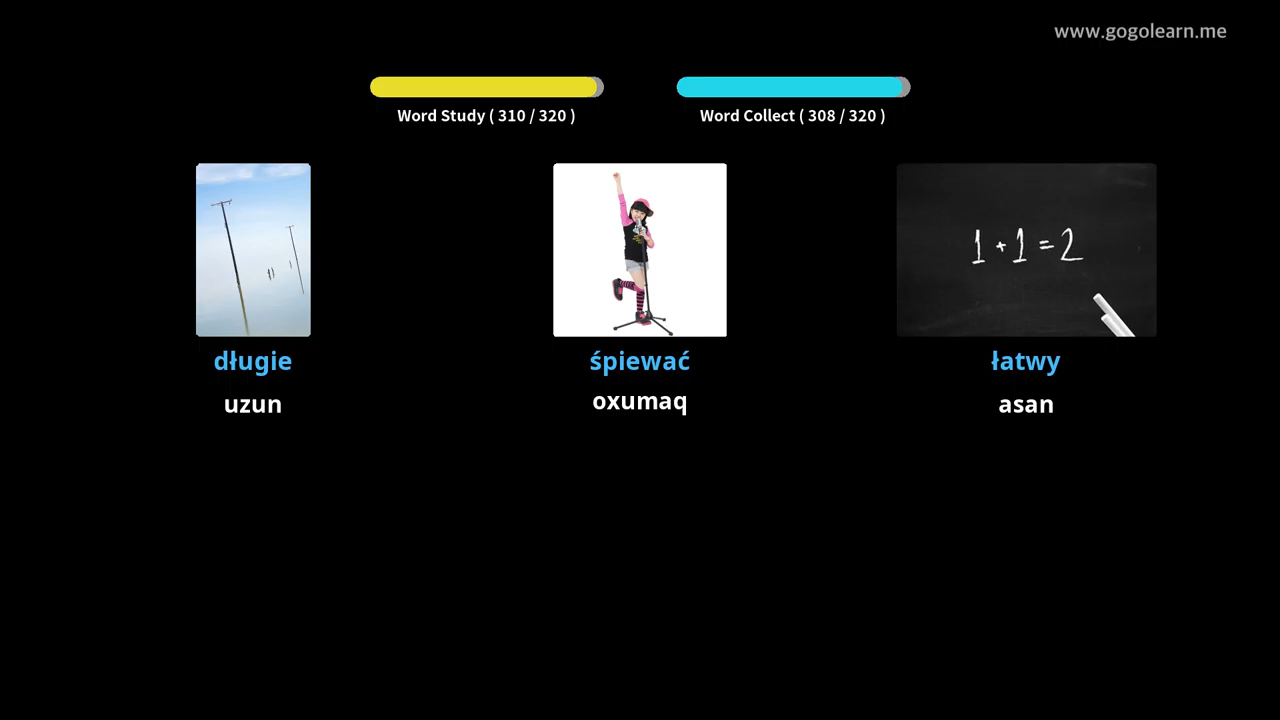 www.gogolearn.me
Word Study ( 310 / 320 )
Word Collect ( 308 / 320 )
1 + 1 = 2
długie
śpiewać
łatwy
uzun
oxumaq
asan